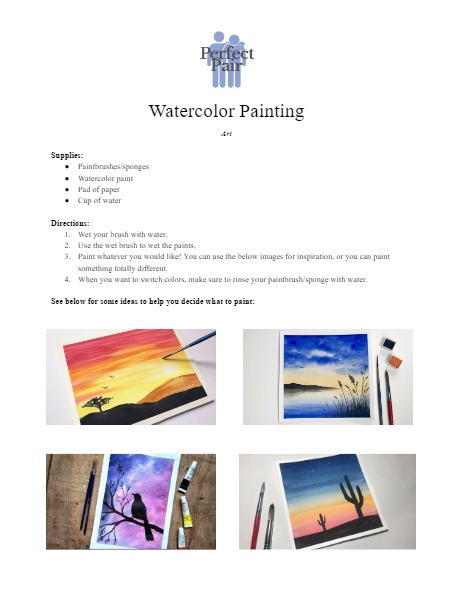 Perfect
Pair
Watercolor Painting
Art
Supplies:
● Paintbrushes/sponges
● Watercolor paint
● Pad of paper
● Cup of water
Directions:
1. Wet your brush with water.
2. Use the wet brush to wet the paints.
3. Paint whatever you would like! You can use the below images for inspiration, or you can paint
something totally different.
4. When you want to switch colors, make sure to rinse your paintbrush/sponge with water.
See below for some ideas to help you decide what to paint: